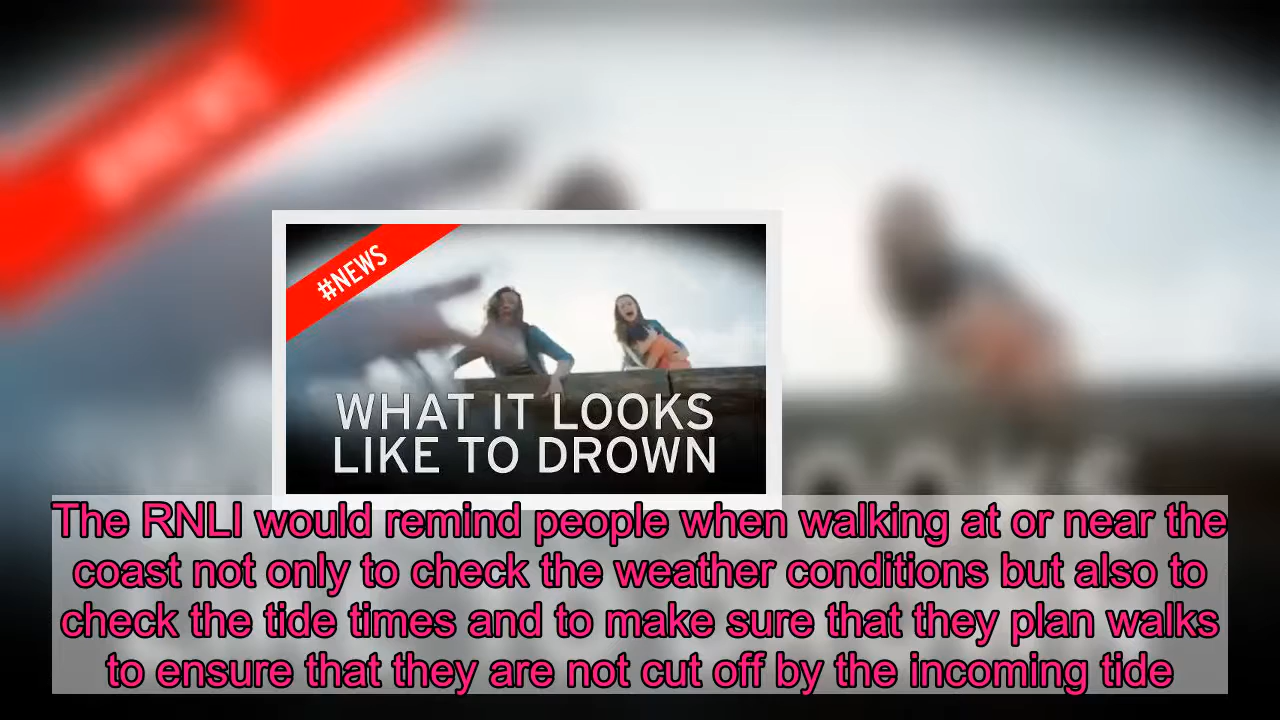 #NEWS
WHAT IT LOOKS
LIKE TO DROWN
The RNLI would remind people when walking at or near the
coast not only to check the weather conditions but also to
check the tide times and to make sure that they plan walks
to ensure that they are not cut off by the incoming tide